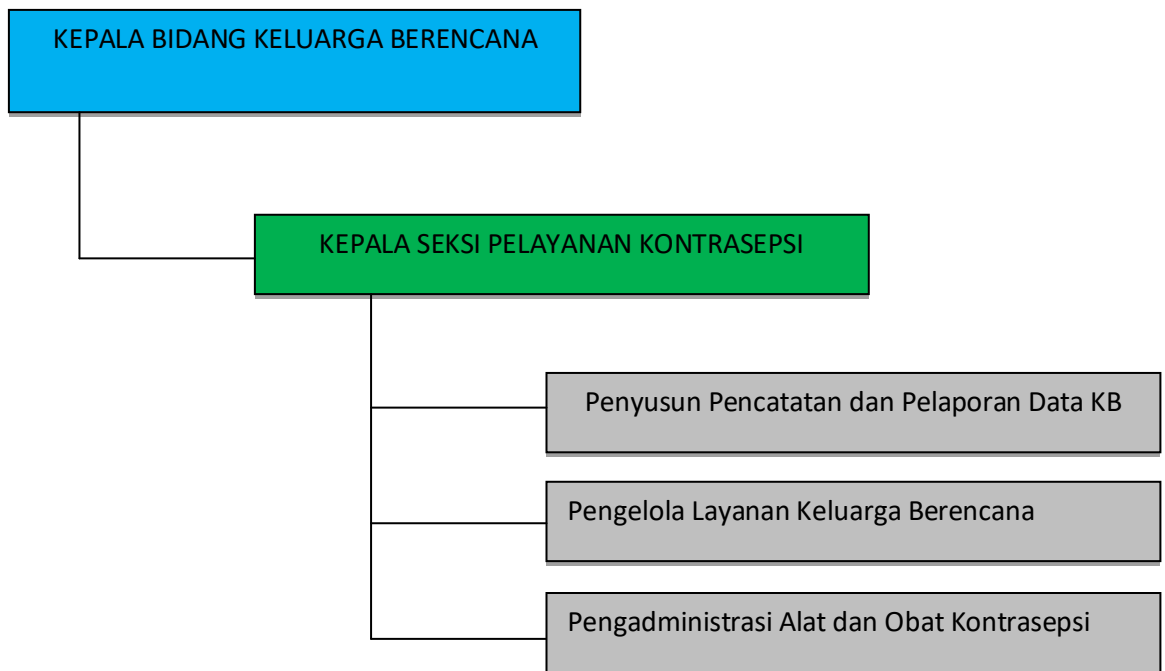 KEPALA BIDANG KELUARGA BERENCANA
KEPALA SEKSI PELAYANAN KONTRASEPSI
Penyusun Pencatatan dan Pelaporan Data KB
Pengelola Layanan Keluarga Berencana
Pengadministrasi Alat dan Obat Kontrasepsi